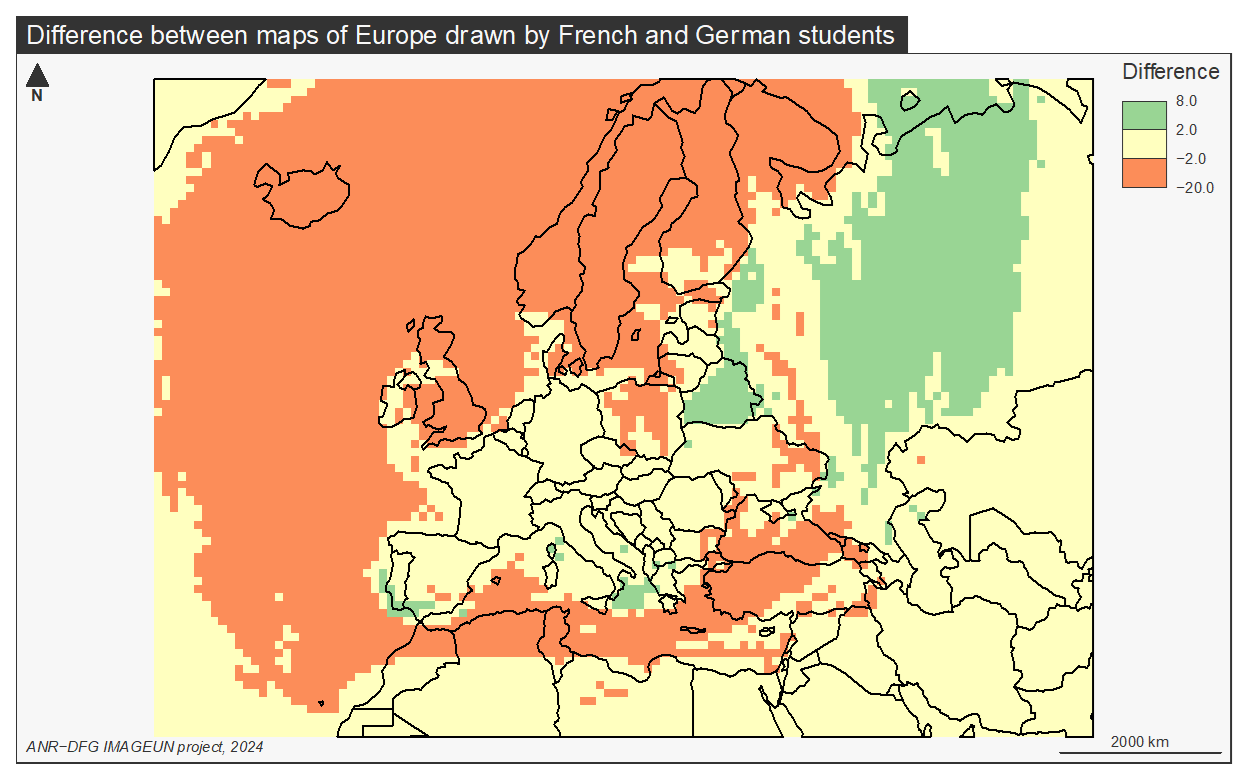 Difference between maps of Europe drawn by French and German students
N
Difference
8.0
2.0
−2.0
−20.0
ANR−DFG IMAGEUN project, 2024
2000 km